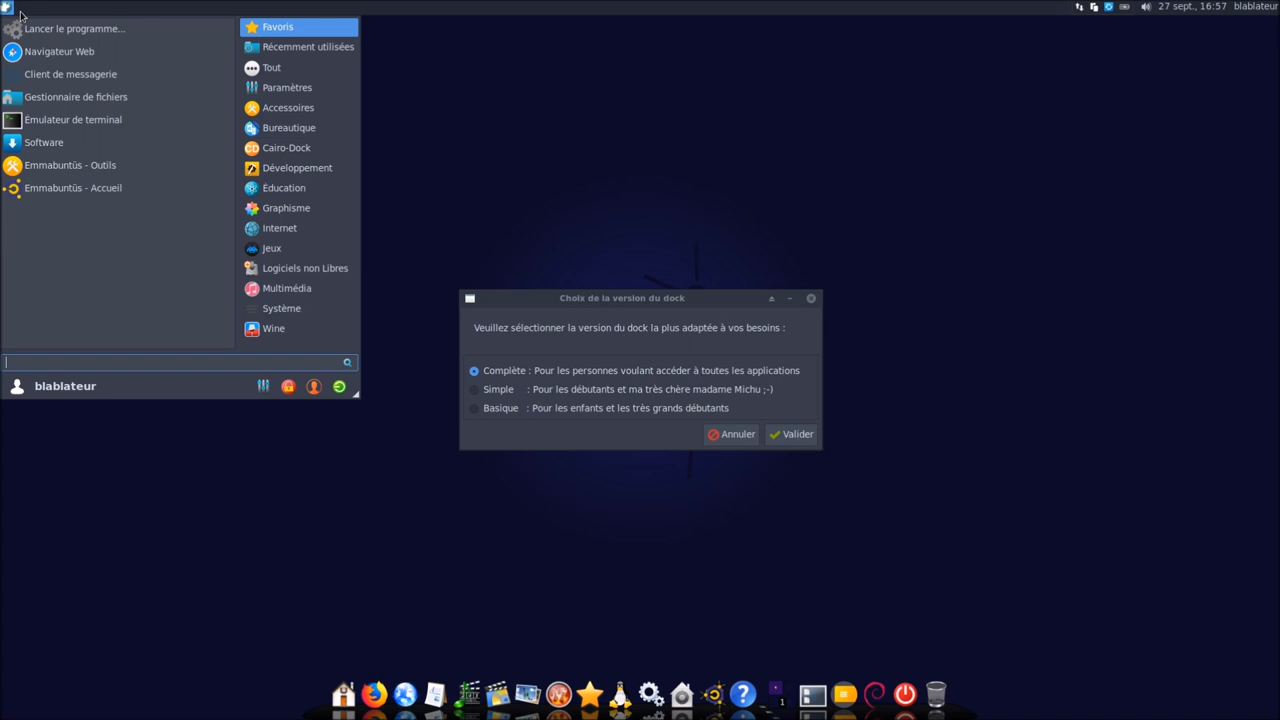 27 sept., 16:57 blablateur
Lancer le programme...
Navigateur Web
Client de messagerie
Gestionnaire de fichiers
Émulateur de terminal
Software
Emmabuntüs - Outils
Emmabuntüs - Accueil
Favoris
Récemment utilisées
Tout
Paramètres
Accessoires
Bureautique
Cairo-Dock
Développement
Éducation
Graphisme
Internet
Jeux
Logiciels non Libres
Multimédia
Système
Wine
blablateur
Choix de la version du dock
Veuillez sélectionner la version du dock la plus adaptée à vos besoins :
Complète : Pour les personnes voulant accéder à toutes les applications
Simple : Pour les débutants et ma très chère madame Michu ;-)
Basique : Pour les enfants et les très grands débutants
Annuler Valider
1